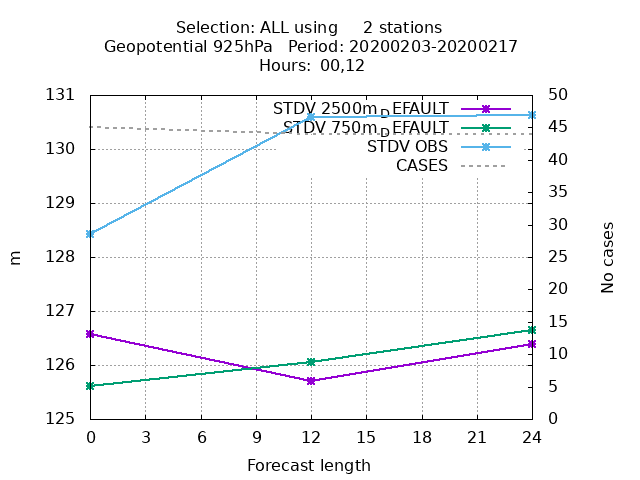 Selection: ALL using 2 stations
Geopotential 925hPa Period: 20200203-20200217
Hours: 00,12
STDV 2500m_DEFAULT
STDV 750m_DEFAULT
STDV OBS
CASES
131
130
129
128
127
126
125
m
50
45
40
35
30
25
20
15
10
5
0
No cases
0 3 6 9 12 15 18 21 24
Forecast length